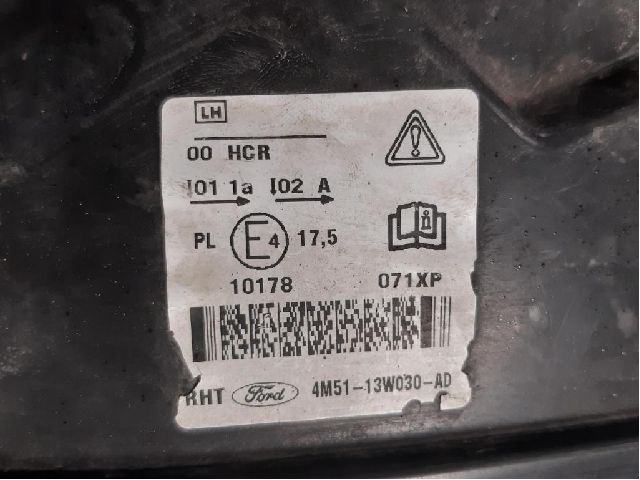 LH
00 HCR
I01 1a I02 A
PL E4 17,5
10178 071XP
RHT Ford 4M51-13W030-AD